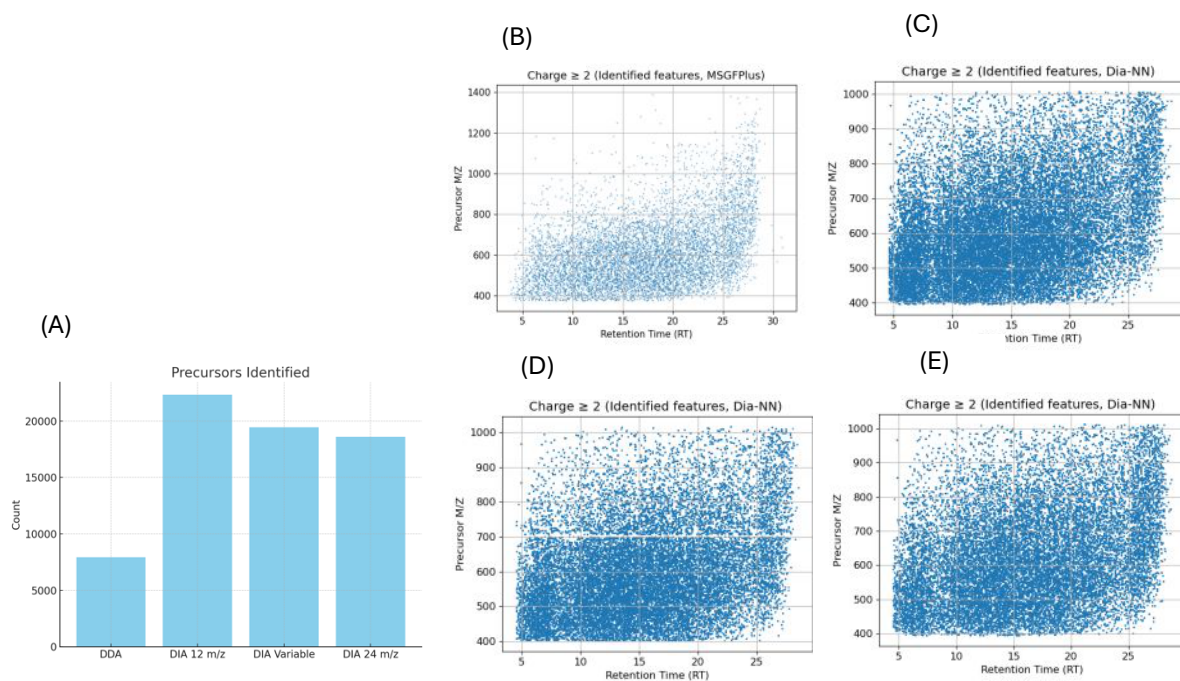 (A)
Precursors Identified
Count
20000
15000
10000
5000
0
DDA
DIA 12 m/z
DIA Variable
DIA 24 m/z
(B)
Charge ≥ 2 (Identified features, MSGFPlus)
Precursor M/Z
1400
1200
1000
800
600
400
5 10 15 20 25 30
Retention Time (RT)
(C)
Charge ≥ 2 (Identified features, Dia-NN)
Precursor M/Z
1000
900
800
700
600
500
400
5 10 15 20 25
tion Time (RT)
(D)
Charge ≥ 2 (Identified features, Dia-NN)
Precursor M/Z
1000
900
800
700
600
500
400
5 10 15 20 25
Retention Time (RT)
(E)
Charge ≥ 2 (Identified features, Dia-NN)
Precursor M/Z
1000
900
800
700
600
500
400
5 10 15 20 25
Retention Time (RT)